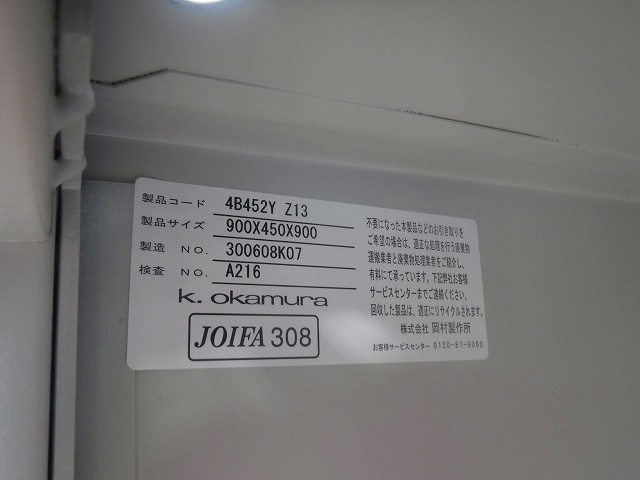 製品コード 4B452Y Z13
製品サイズ 900X450X900
製造 NO. 300608K07
検査 NO. A216
k. okamura
JOIFA 308
不要になった本製品などのお引き取りを
ご希望の場合は、適正な処理を行う廃棄物
運搬業者と廃棄物処理業者をご紹介し、
有料にて承っています。下記弊社お客様
サービスセンターまでご連絡ください。
回収した製品は、適正にリサイクルされます。
株式会社 岡村製作所
お客様サービスセンター 0120-81-9060